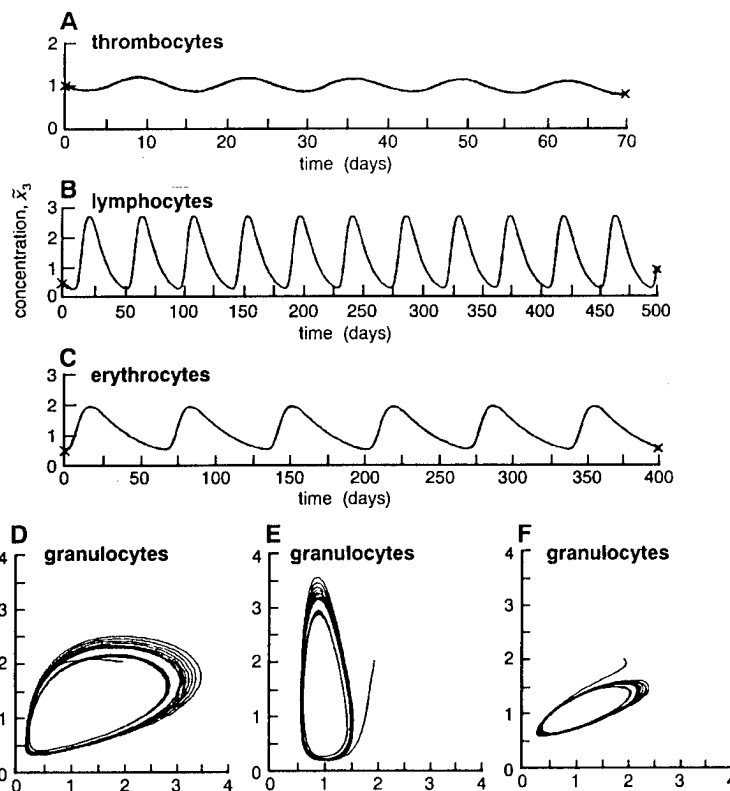 A
thrombocytes
2
1
0
0 10 20 30 40 50 60 70
time (days)
B
lymphocytes
3
2
1
0
concentration, x̃₃
0 50 100 150 200 250 300 350 400 450 500
time (days)
C
erythrocytes
3
2
1
0
0 50 100 150 200 250 300 350 400
time (days)
D
granulocytes
4
3
2
1
0
0 1 2 3 4
E
granulocytes
4
3
2
1
0
0 1 2 3 4
F
granulocytes
4
3
2
1
0
0 1 2 3 4